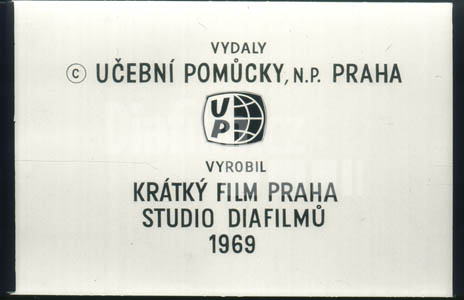 VYDALY
© UČEBNÍ POMŮCKY, N.P. PRAHA
UP
VYROBIL
KRÁTKÝ FILM PRAHA
STUDIO DIAFILMŮ
1969